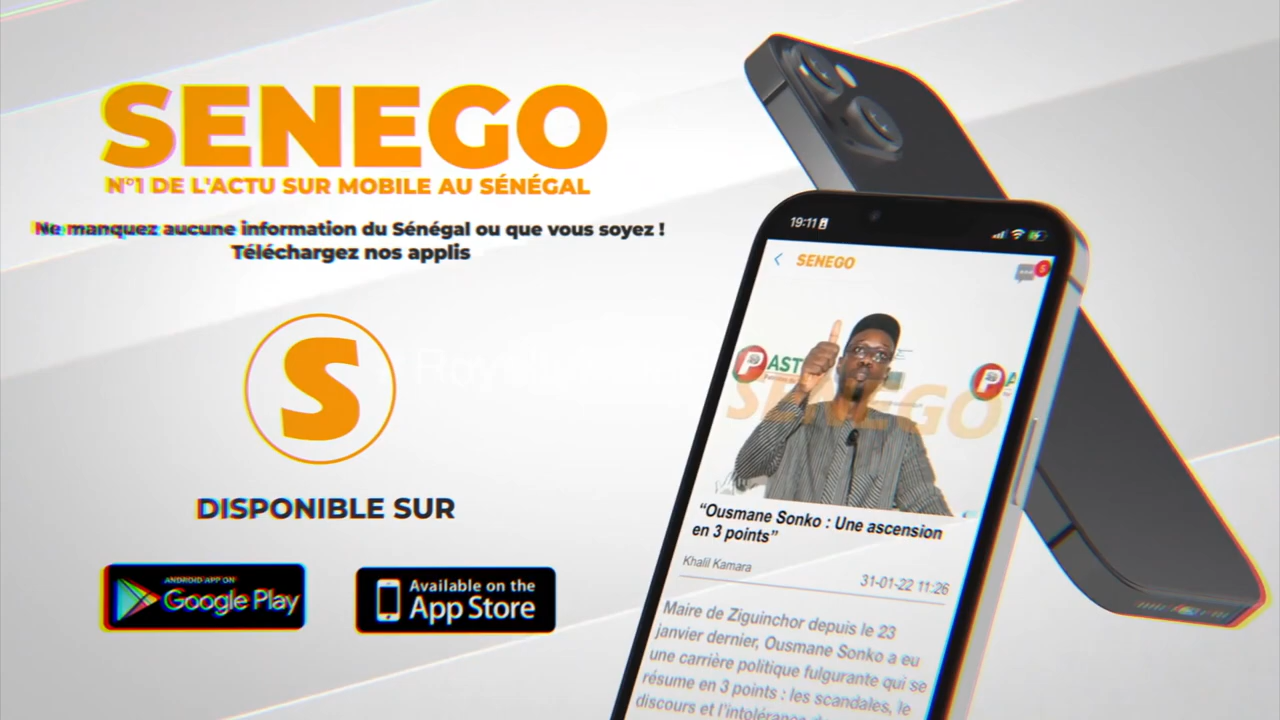 SENEGO
N°1 DE L'ACTU SUR MOBILE AU SÉNÉGAL
Ne manquez aucune information du Sénégal ou que vous soyez !
Téléchargez nos applis
S
DISPONIBLE SUR
ANDROID APP ON
Google Play
Available on the
App Store
19:11
SENEGO
5
PAST
SENEGO
“Ousmane Sonko : Une ascension
en 3 points”
Khalil Kamara
31-01-22 11:26
Maire de Ziguinchor depuis le 23
janvier dernier, Ousmane Sonko a eu
une carrière politique fulgurante qui se
résume en 3 points : les scandales, le
discours et l'intolérance